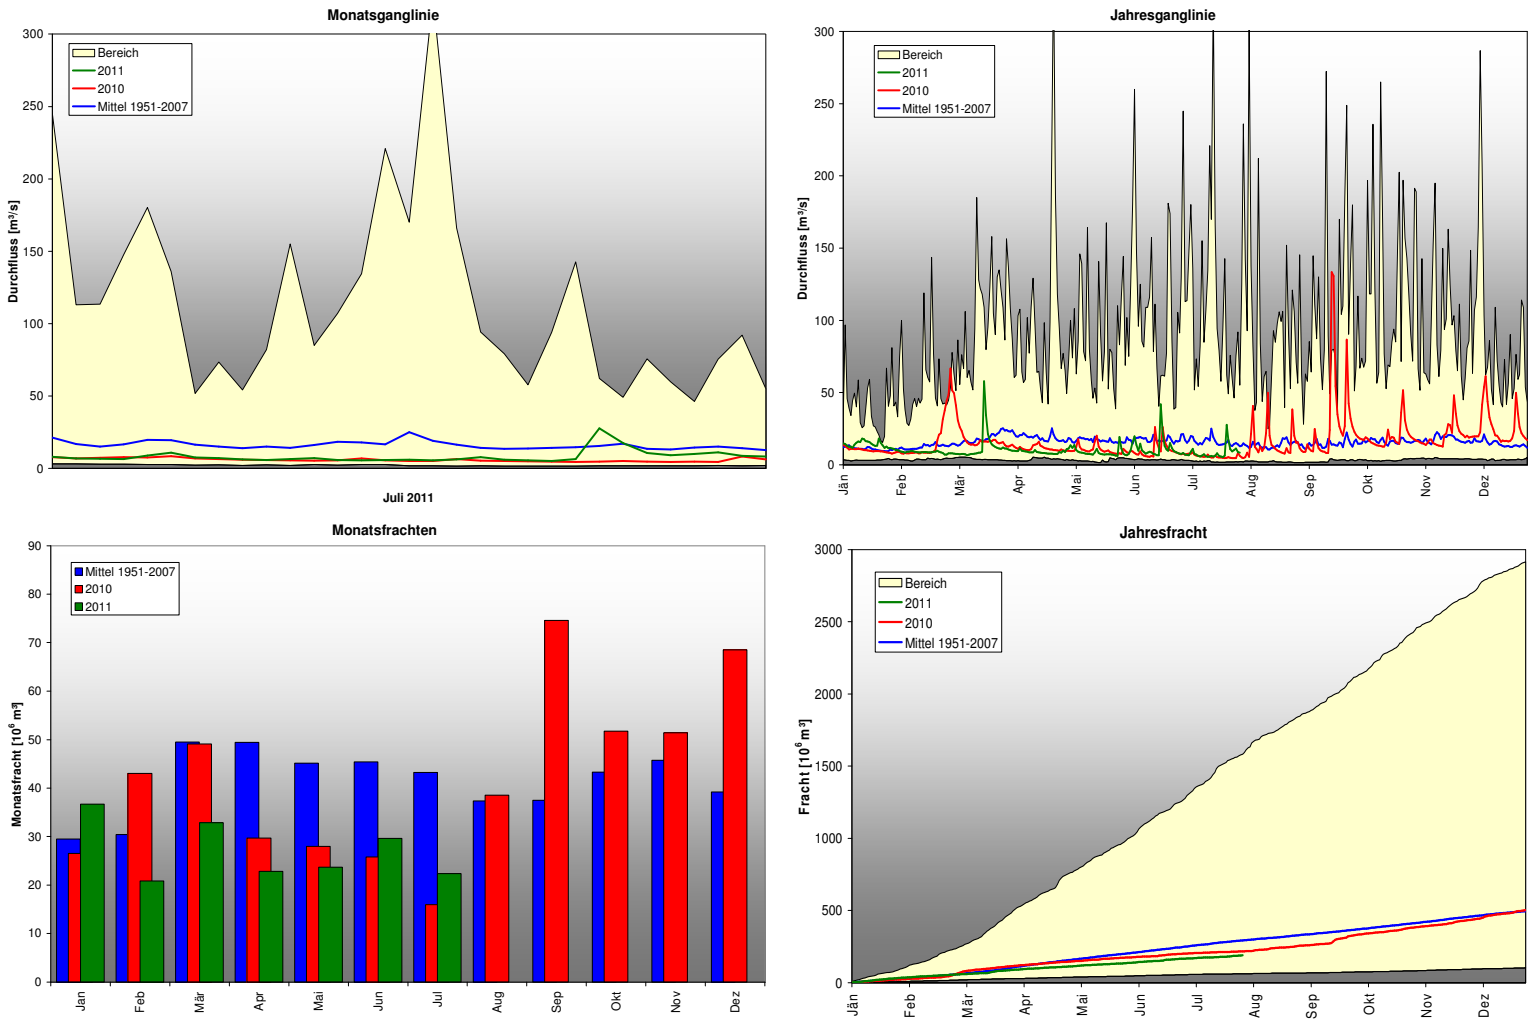 Monatsganglinie
300
250
200
150
100
50
0
Durchfluss [m³/s]
Bereich
2011
2010
Mittel 1951-2007
Juli 2011
Jahresganglinie
300
250
200
150
100
50
0
Durchfluss [m³/s]
Bereich
2011
2010
Mittel 1951-2007
Jän
Feb
Mär
Apr
Mai
Jun
Jul
Aug
Sep
Okt
Nov
Dez
Monatsfrachten
90
80
70
60
50
40
30
20
10
0
Monatsfracht [10⁶ m³]
Mittel 1951-2007
2010
2011
Jan
Feb
Mär
Apr
Mai
Jun
Jul
Aug
Sep
Okt
Nov
Dez
Jahresfracht
3000
2500
2000
1500
1000
500
0
Fracht [10⁶ m³]
Bereich
2011
2010
Mittel 1951-2007
Jän
Feb
Mär
Apr
Mai
Jun
Jul
Aug
Sep
Okt
Nov
Dez